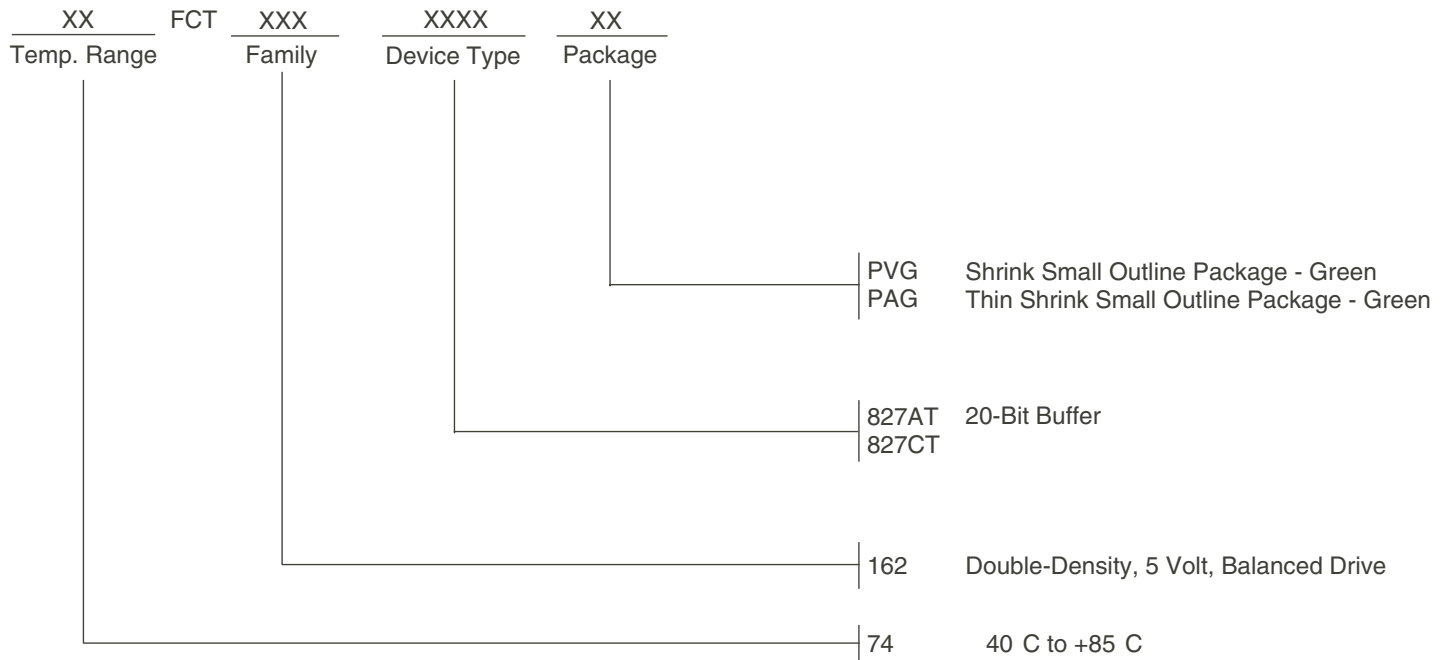 XX FCT XXX XXXX XX
Temp. Range Family Device Type Package
PVG Shrink Small Outline Package - Green
PAG Thin Shrink Small Outline Package - Green
827AT 20-Bit Buffer
827CT
162 Double-Density, 5 Volt, Balanced Drive
74 40 C to +85 C